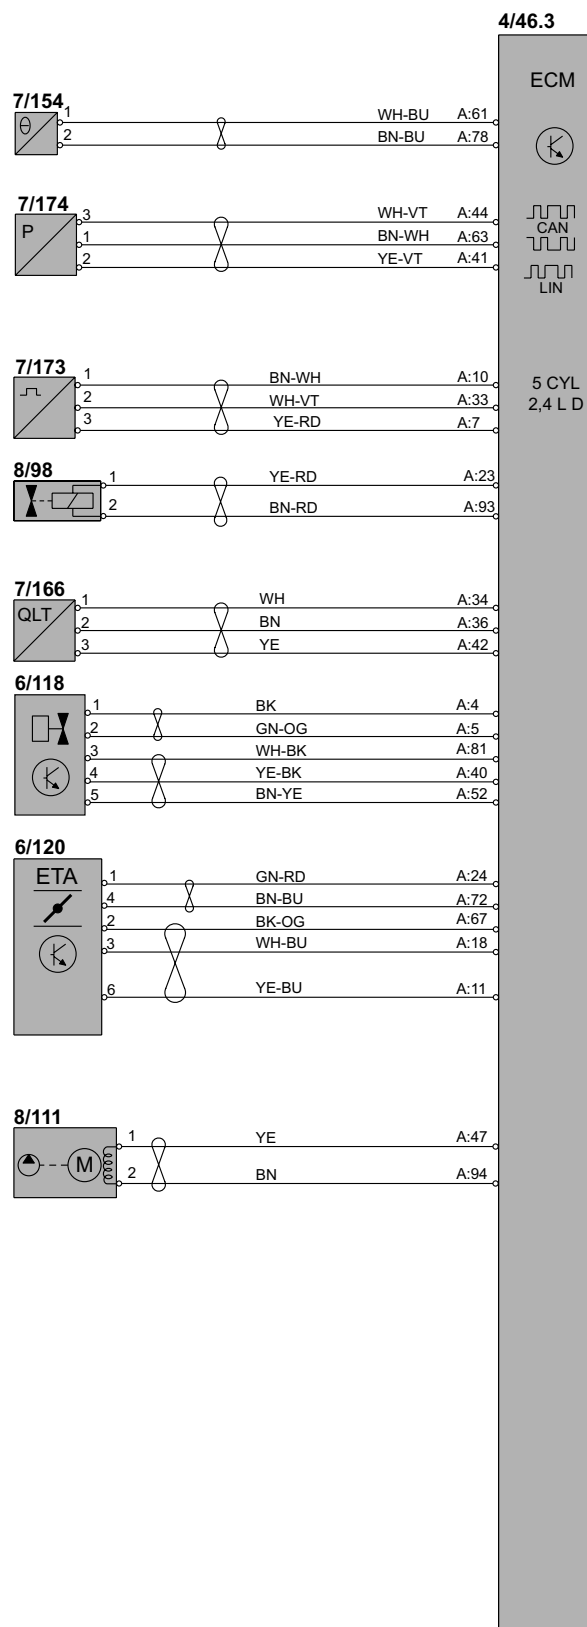 4/46.3
ECM
CAN
LIN
5 CYL
2,4 L D
7/154
θ
1 WH-BU A:61
2 BN-BU A:78
7/174
P
3 WH-VT A:44
1 BN-WH A:63
2 YE-VT A:41
7/173
1 BN-WH A:10
2 WH-VT A:33
3 YE-RD A:7
8/98
1 YE-RD A:23
2 BN-RD A:93
7/166
QLT
1 WH A:34
2 BN A:36
3 YE A:42
6/118
1 BK A:4
2 GN-OG A:5
3 WH-BK A:81
4 YE-BK A:40
5 BN-YE A:52
6/120
ETA
1 GN-RD A:24
4 BN-BU A:72
2 BK-OG A:67
3 WH-BU A:18
6 YE-BU A:11
8/111
M
1 YE A:47
2 BN A:94